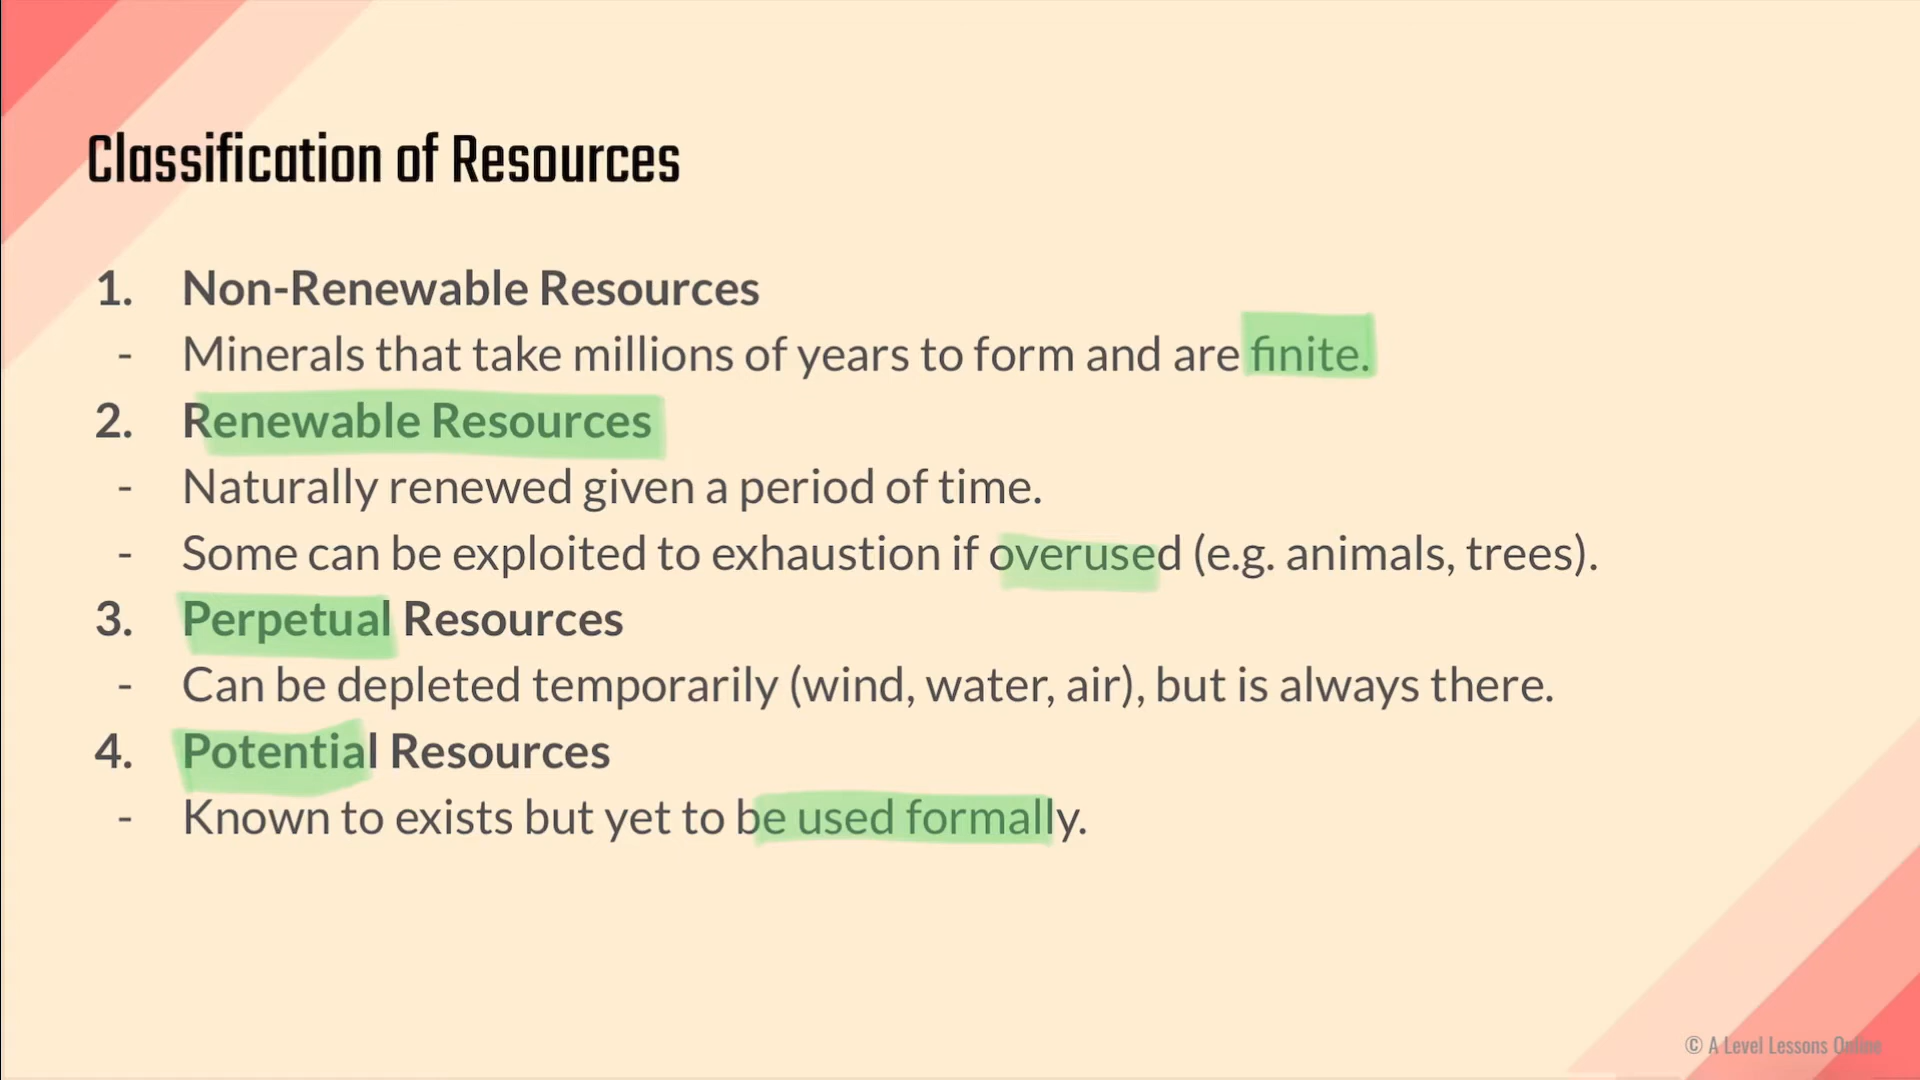 Classification of Resources
1. Non-Renewable Resources
- Minerals that take millions of years to form and are finite.
2. Renewable Resources
- Naturally renewed given a period of time.
- Some can be exploited to exhaustion if overused (e.g. animals, trees).
3. Perpetual Resources
- Can be depleted temporarily (wind, water, air), but is always there.
4. Potential Resources
- Known to exists but yet to be used formally.
© A Level Lessons Online